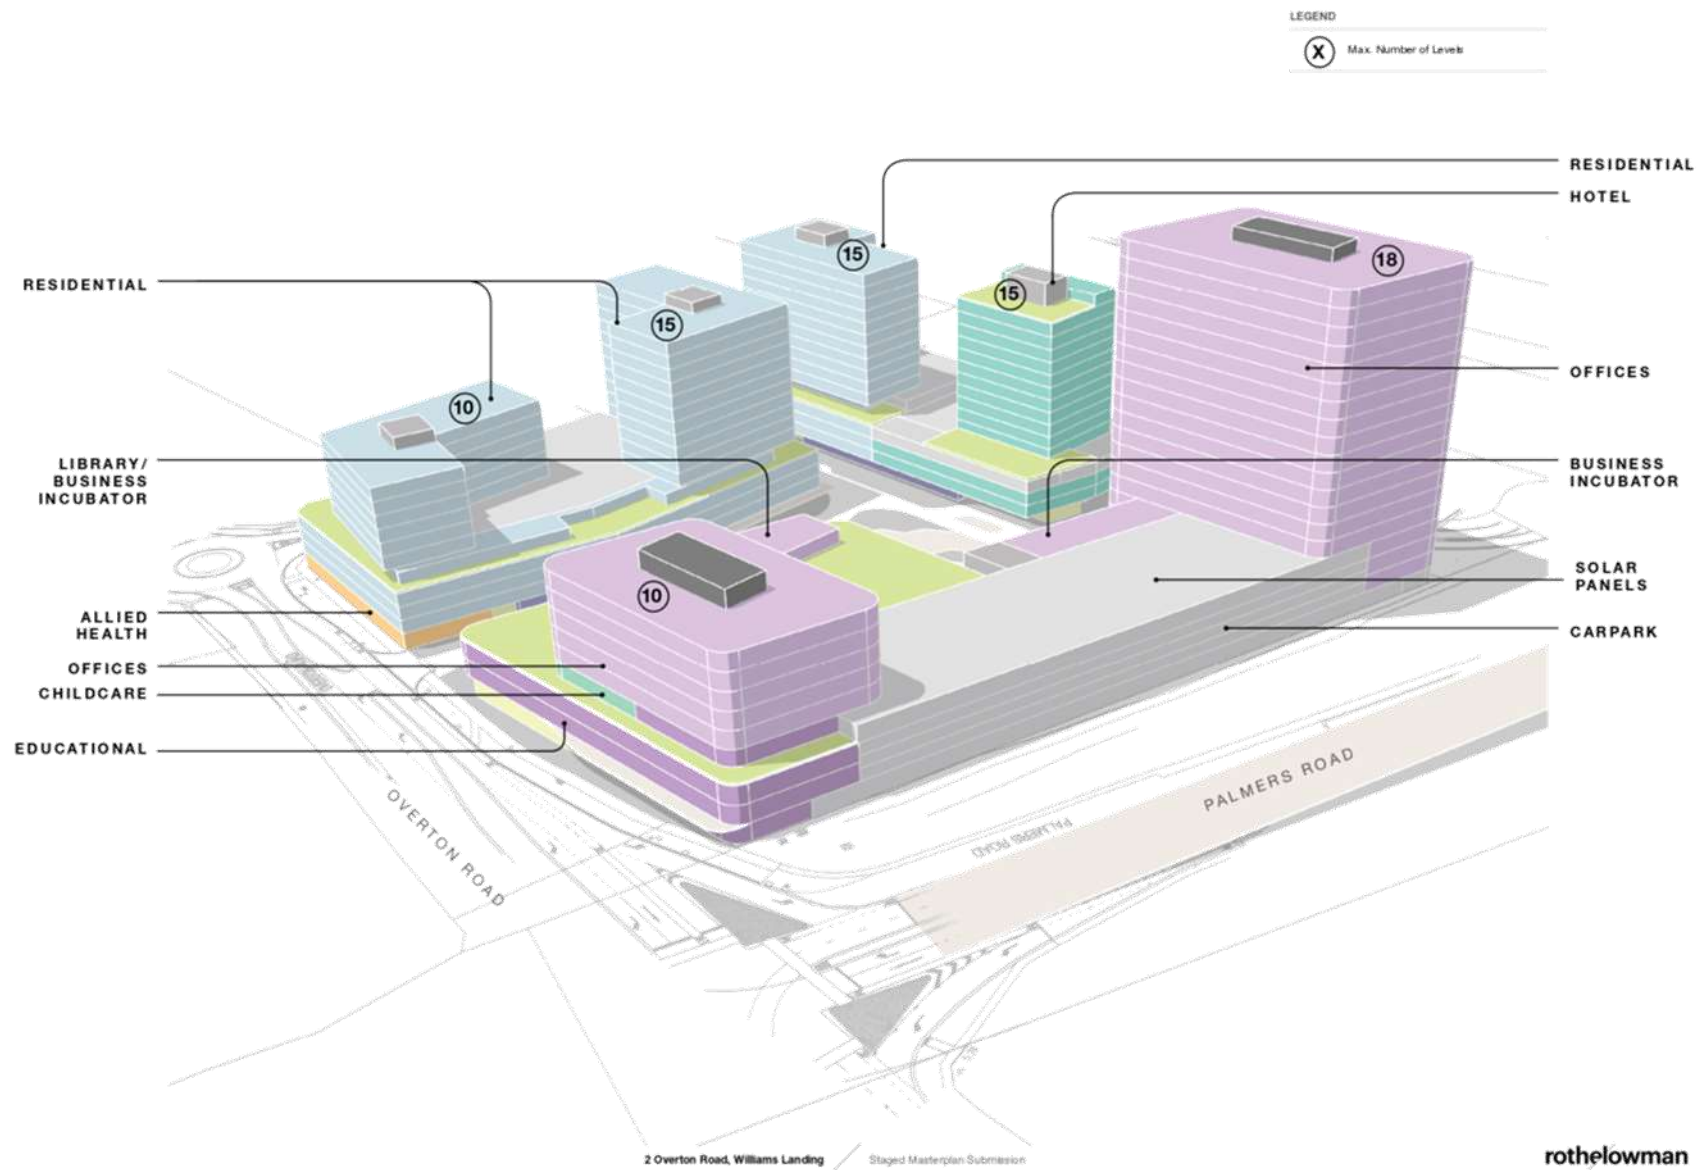 LEGEND
X Max. Number of Levels
RESIDENTIAL
HOTEL
15
18
15
RESIDENTIAL
15
OFFICES
10
LIBRARY/
BUSINESS
INCUBATOR
BUSINESS
INCUBATOR
SOLAR
PANELS
10
ALLIED
HEALTH
CARPARK
OFFICES
CHILDCARE
EDUCATIONAL
PALMERS ROAD
OVERTON ROAD
PALMERS ROAD
2 Overton Road, Williams Landing / Staged Masterplan Submission
rothelowman